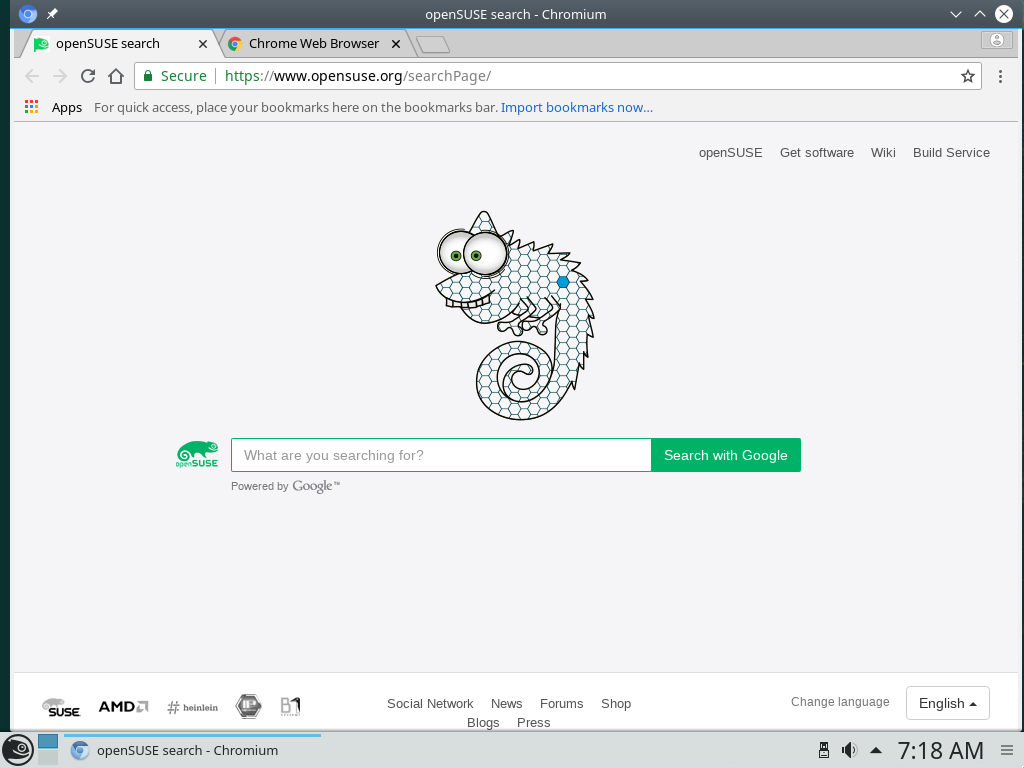 openSUSE search - Chromium
openSUSE search
Chrome Web Browser
Secure
https://www.opensuse.org/searchPage/
Apps
For quick access, place your bookmarks here on the bookmarks bar. Import bookmarks now...
openSUSE Get software Wiki Build Service
openSUSE
What are you searching for?
Search with Google
Powered by Google™
SUSE
AMD
# heinlein
IP
B1
Social Network News Forums Shop
Blogs Press
Change language
English
openSUSE search - Chromium
7:18 AM